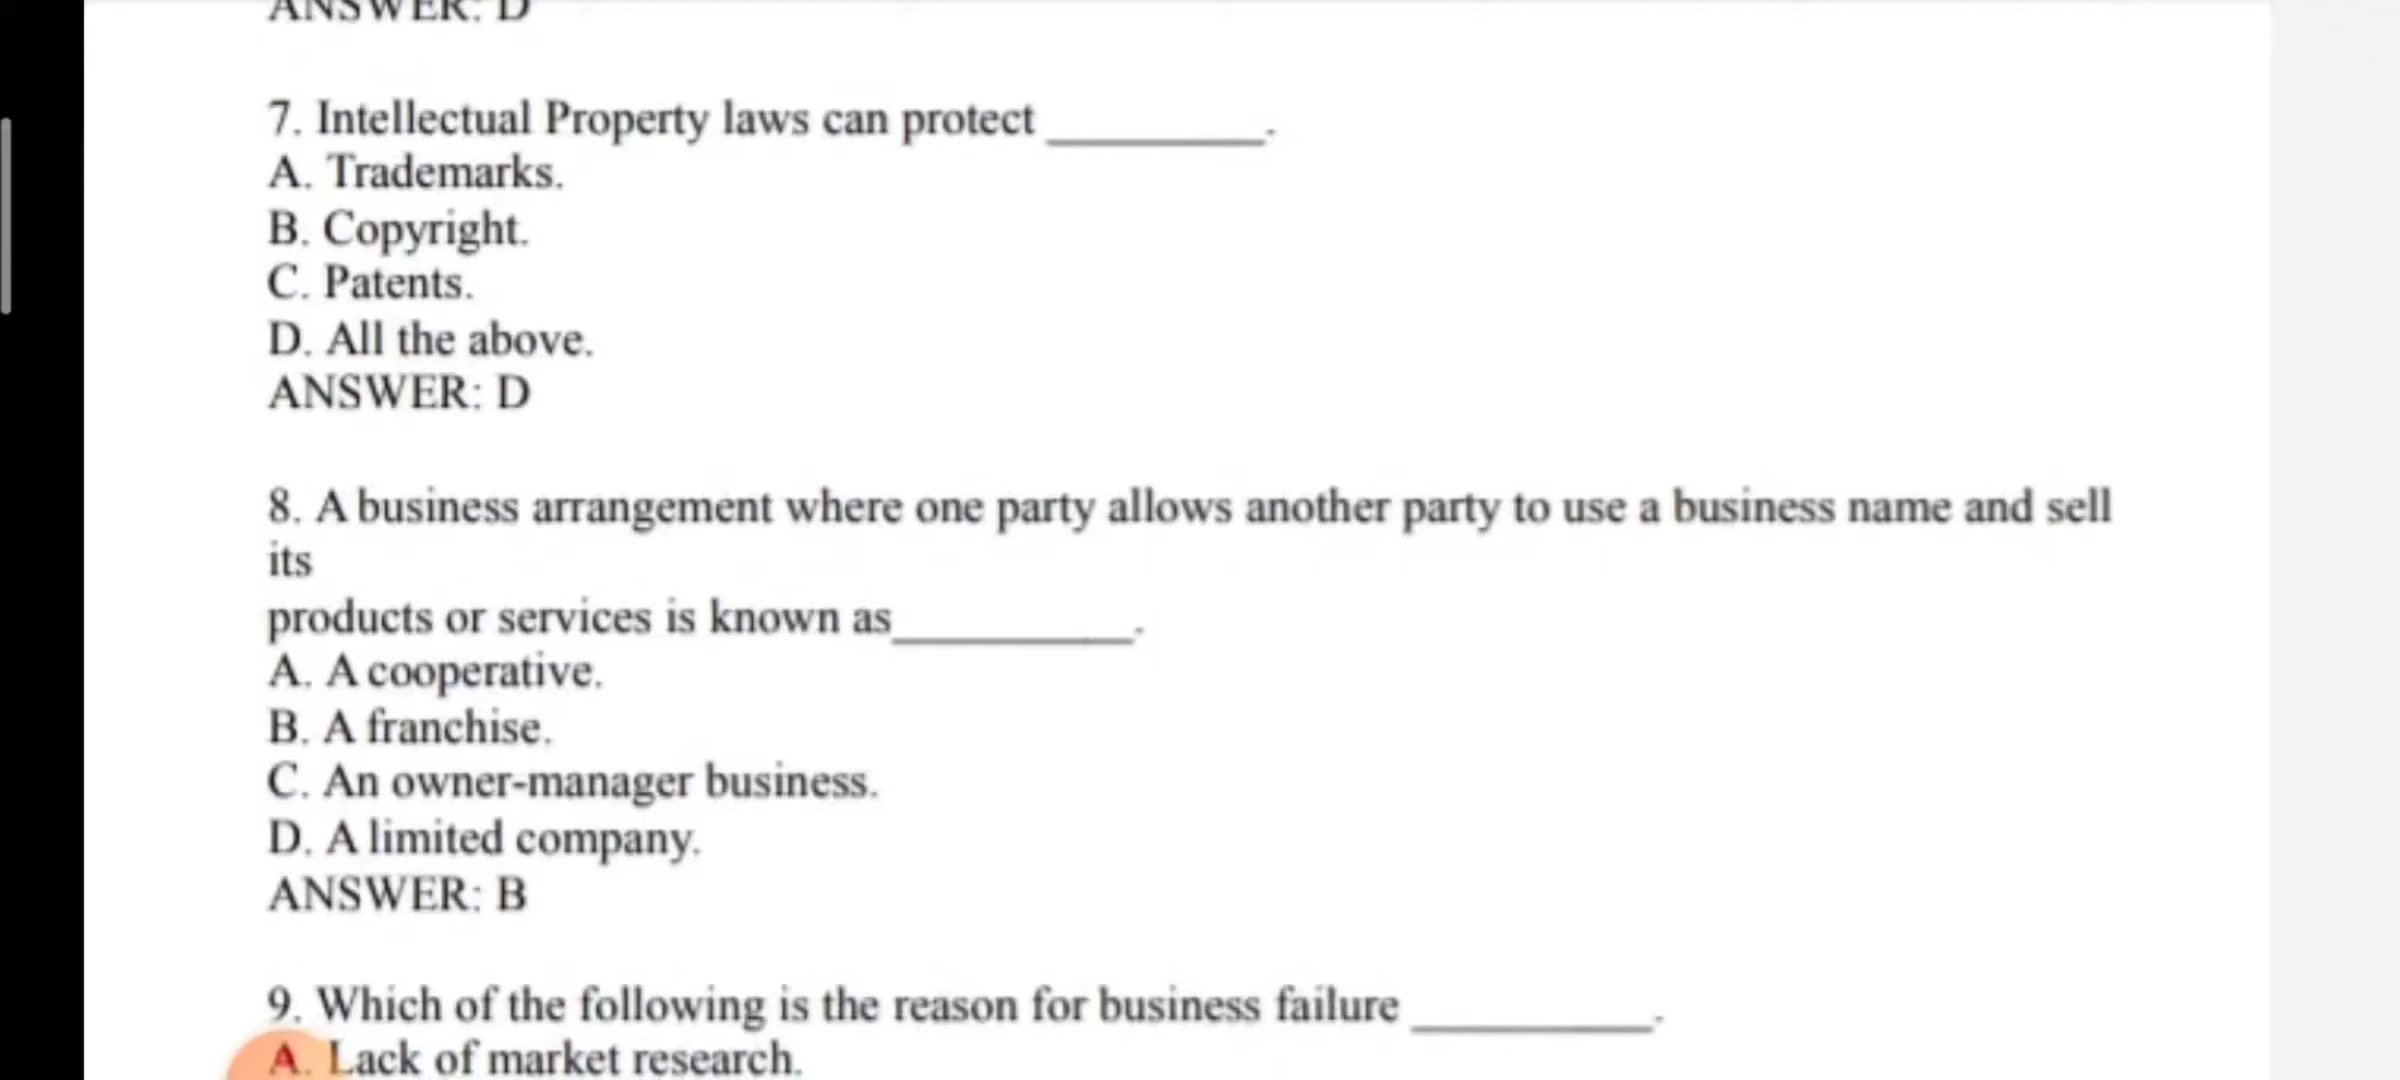 ANSWER: D
7. Intellectual Property laws can protect __________.
A. Trademarks.
B. Copyright.
C. Patents.
D. All the above.
ANSWER: D
8. A business arrangement where one party allows another party to use a business name and sell
its
products or services is known as___________.
A. A cooperative.
B. A franchise.
C. An owner-manager business.
D. A limited company.
ANSWER: B
9. Which of the following is the reason for business failure ___________.
A. Lack of market research.